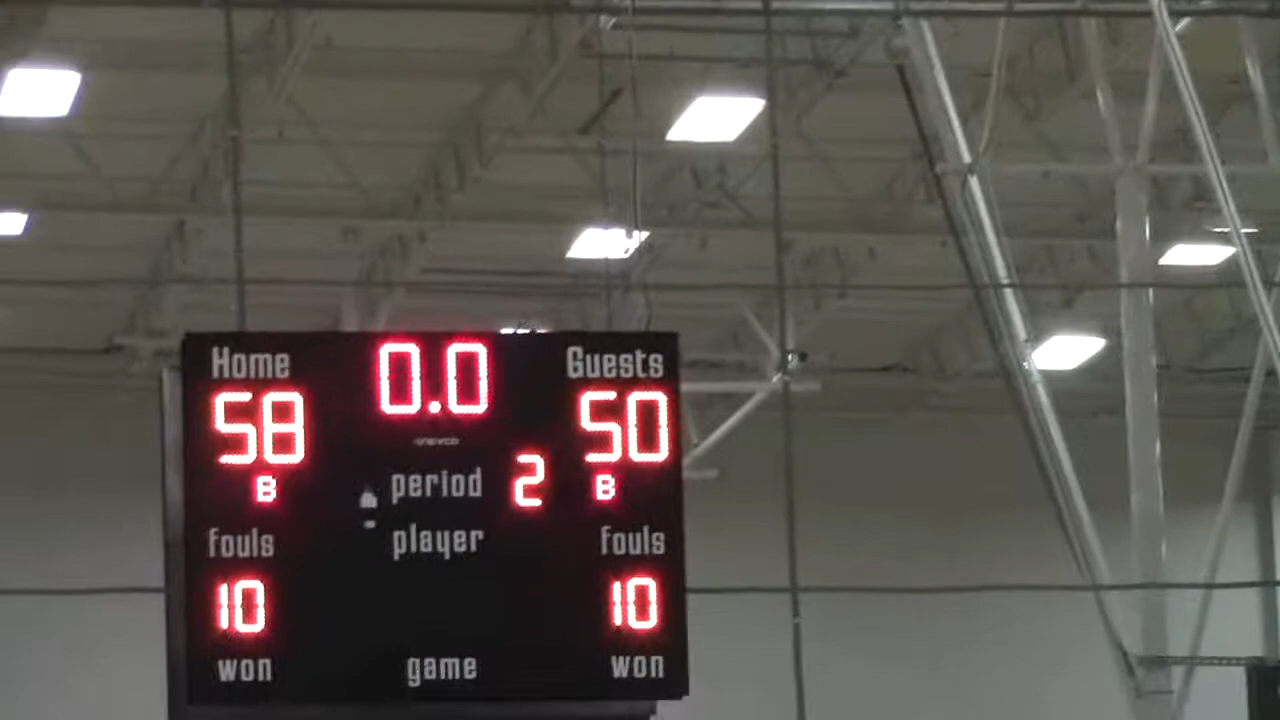 Home 0.0 Guests
58 50
period 2
B B
fouls player fouls
10 10
won game won